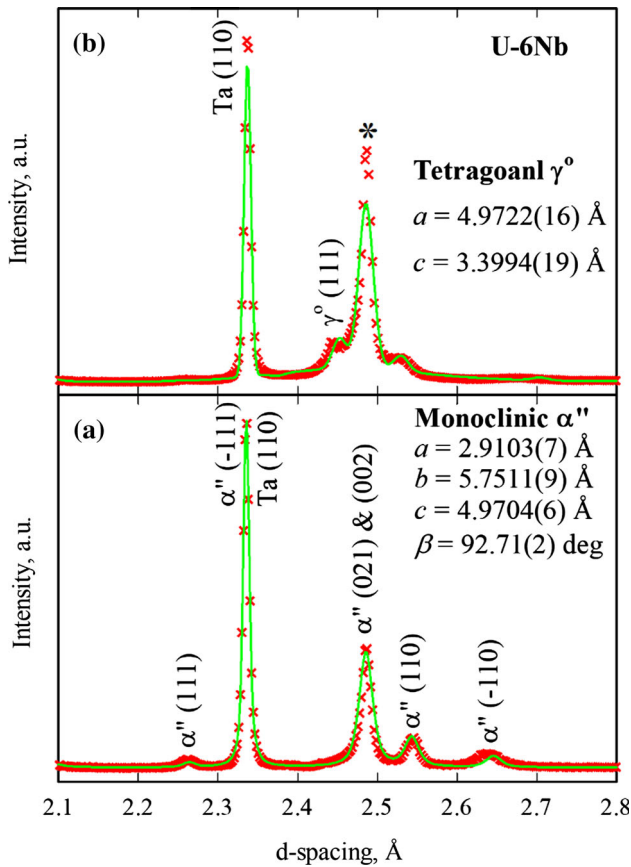 (b)
U-6Nb
Ta (110)
γ° (111)
*
Tetragoanl γ°
a = 4.9722(16) Å
c = 3.3994(19) Å
Intensity, a.u.
(a)
Monoclinic α"
a = 2.9103(7) Å
b = 5.7511(9) Å
c = 4.9704(6) Å
β = 92.71(2) deg
α" (111)
α" (-111)
Ta (110)
α" (021) & (002)
α" (110)
α" (-110)
Intensity, a.u.
2.1 2.2 2.3 2.4 2.5 2.6 2.7 2.8
d-spacing, Å